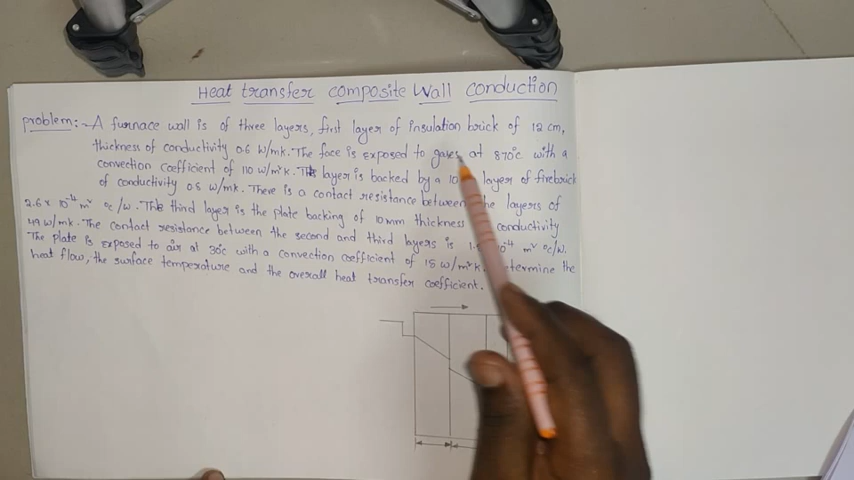 Heat transfer composite Wall conduction
problem:- A furnace wall is of three layers, first layer of insulation brick of 12 cm,
thickness of conductivity 0.6 W/mk. The face is exposed to gases at 870°c with a
convection coefficient of 110 W/m²k. The layer is backed by a 10 layer of firebrick
of conductivity 0.8 W/mk. There is a contact resistance between the layers of
2.6 x 10⁻⁴ m² °c/w. The third layer is the plate backing of 10mm thickness conductivity
49 W/mk. The contact resistance between the second and third layers is 1. 10⁻⁴ m² °c/W.
The plate is exposed to air at 30°c with a convection coefficient of 15 W/m²k. Determine the
heat flow, the surface temperature and the overall heat transfer coefficient.